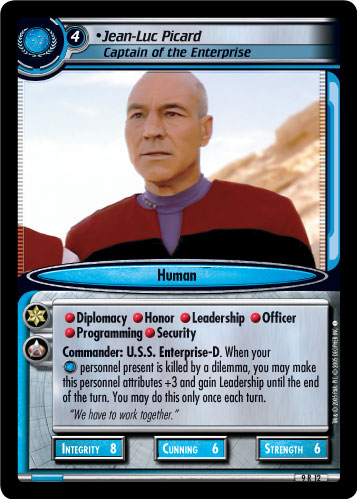 4 •Jean-Luc Picard
Captain of the Enterprise
Human
•Diplomacy •Honor •Leadership •Officer
•Programming •Security
Commander: U.S.S. Enterprise-D. When your
personnel present is killed by a dilemma, you may make
this personnel attributes +3 and gain Leadership until the end
of the turn. You may do this only once each turn.
"We have to work together."
INTEGRITY 8 CUNNING 6 STRENGTH 6
9 R 12